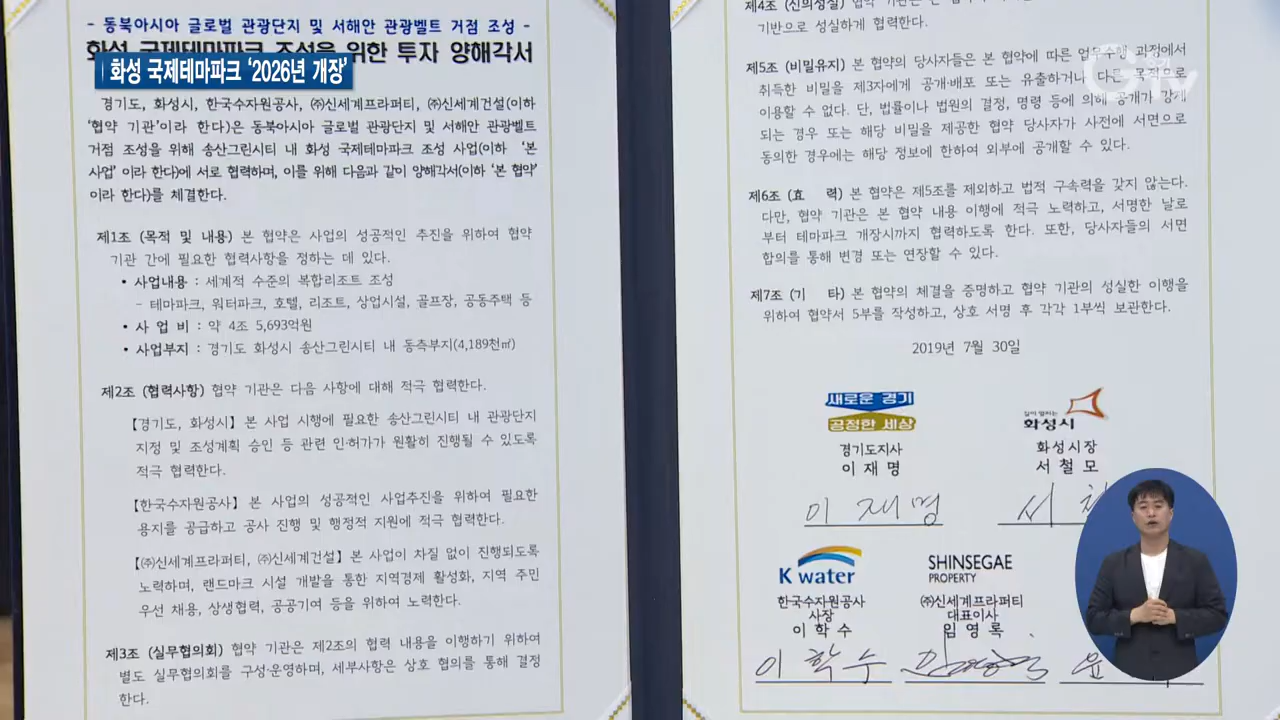 - 동북아시아 글로벌 관광단지 및 서해안 관광벨트 거점 조성 -
화성 국제테마파크 조성을 위한 투자 양해각서
화성 국제테마파크 ‘2026년 개장’
경기도, 화성시, 한국수자원공사, ㈜신세계프라퍼티, ㈜신세계건설(이하
‘협약 기관’이라 한다)은 동북아시아 글로벌 관광단지 및 서해안 관광벨트
거점 조성을 위해 송산그린시티 내 화성 국제테마파크 조성 사업(이하 ‘본
사업’ 이라 한다)에 서로 협력하며, 이를 위해 다음과 같이 양해각서(이하 ‘본 협약’
이라 한다)를 체결한다.
제1조 (목적 및 내용) 본 협약은 사업의 성공적인 추진을 위하여 협약
기관 간에 필요한 협력사항을 정하는 데 있다.
• 사업내용 : 세계적 수준의 복합리조트 조성
- 테마파크, 워터파크, 호텔, 리조트, 상업시설, 골프장, 공동주택 등
• 사 업 비 : 약 4조 5,693억원
• 사업부지 : 경기도 화성시 송산그린시티 내 동측부지(4,189천㎡)
제2조 (협력사항) 협약 기관은 다음 사항에 대해 적극 협력한다.
【경기도, 화성시】 본 사업 시행에 필요한 송산그린시티 내 관광단지
지정 및 조성계획 승인 등 관련 인·허가가 원활히 진행될 수 있도록
적극 협력한다.
【한국수자원공사】 본 사업의 성공적인 사업추진을 위하여 필요한
용지를 공급하고 공사 진행 및 행정적 지원에 적극 협력한다.
【㈜신세계프라퍼티, ㈜신세계건설】 본 사업이 차질 없이 진행되도록
노력하며, 랜드마크 시설 개발을 통한 지역경제 활성화, 지역 주민
우선 채용, 상생협력, 공공기여 등을 위하여 노력한다.
제3조 (실무협의회) 협약 기관은 제2조의 협력 내용을 이행하기 위하여
별도 실무협의회를 구성·운영하며, 세부사항은 상호 협의를 통해 결정
한다.
제4조 (신의성실) 협약 기관은
기반으로 성실하게 협력한다.
제5조 (비밀유지) 본 협약의 당사자들은 본 협약에 따른 업무수행 과정에서
취득한 비밀을 제3자에게 공개·배포 또는 유출하거나 다른 목적으로
이용할 수 없다. 단, 법률이나 법원의 결정, 명령 등에 의해 공개가 강제
되는 경우 또는 해당 비밀을 제공한 협약 당사자가 사전에 서면으로
동의한 경우에는 해당 정보에 한하여 외부에 공개할 수 있다.
제6조 (효 력) 본 협약은 제5조를 제외하고 법적 구속력을 갖지 않는다.
다만, 협약 기관은 본 협약 내용 이행에 적극 노력하고, 서명한 날로
부터 테마파크 개장시까지 협력하도록 한다. 또한, 당사자들의 서면
합의를 통해 변경 또는 연장할 수 있다.
제7조 (기 타) 본 협약의 체결을 증명하고 협약 기관의 성실한 이행을
위하여 협약서 5부를 작성하고, 상호 서명 후 각각 1부씩 보관한다.
2019년 7월 30일
새로운 경기
공정한 세상
경기도지사
이 재 명
이 재 명
길이 열리는
화성시
화성시장
서 철 모
서 철
K water
한국수자원공사
사장
이 학 수
이 학 수
SHINSEGAE
PROPERTY
㈜신세계프라퍼티
대표이사
임 영 록
윤
GTV